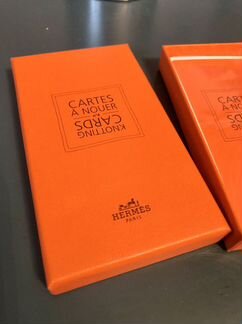 CARTES
À NOUER
KNOTTING
CARDS
HERMÈS
PARIS